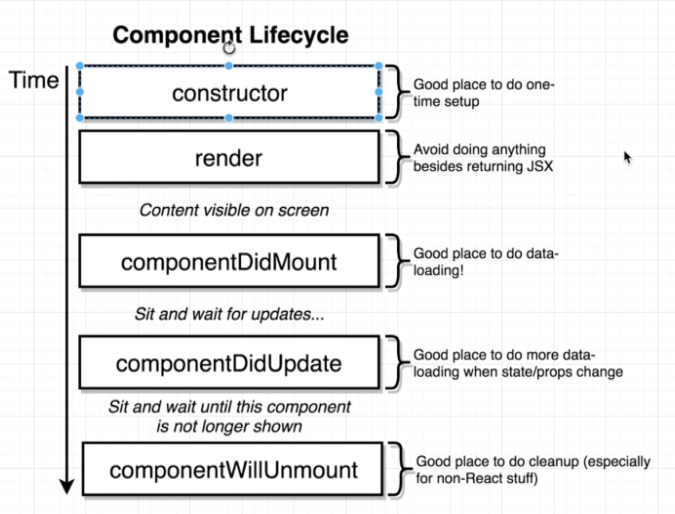 Component Lifecycle
Time
constructor
Good place to do one-
time setup
render
Avoid doing anything
besides returning JSX
Content visible on screen
componentDidMount
Good place to do data-
loading!
Sit and wait for updates...
componentDidUpdate
Good place to do more data-
loading when state/props change
Sit and wait until this component
is not longer shown
componentWillUnmount
Good place to do cleanup (especially
for non-React stuff)